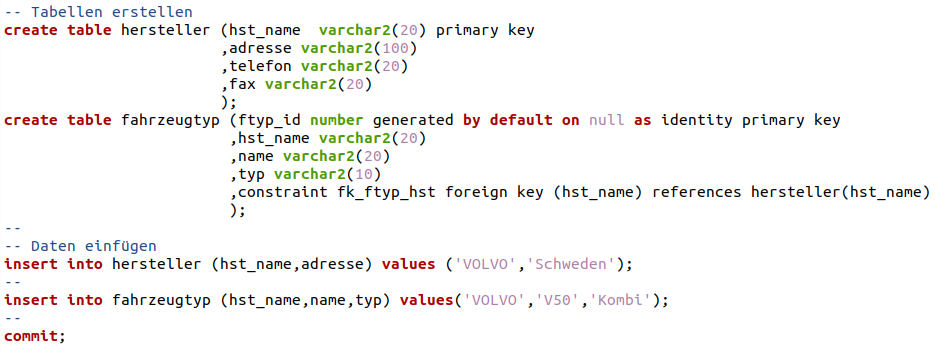 -- Tabellen erstellen
create table hersteller (hst_name  varchar2(20) primary key
                        ,adresse varchar2(100)
                        ,telefon varchar2(20)
                        ,fax varchar2(20)
                        );
create table fahrzeugtyp (ftyp_id number generated by default on null as identity primary key
                         ,hst_name varchar2(20)
                         ,name varchar2(20)
                         ,typ varchar2(10)
                         ,constraint fk_ftyp_hst foreign key (hst_name) references hersteller(hst_name)
                         );
--
-- Daten einfügen
insert into hersteller (hst_name,adresse) values ('VOLVO','Schweden');
--
insert into fahrzeugtyp (hst_name,name,typ) values('VOLVO','V50','Kombi');
--
commit;